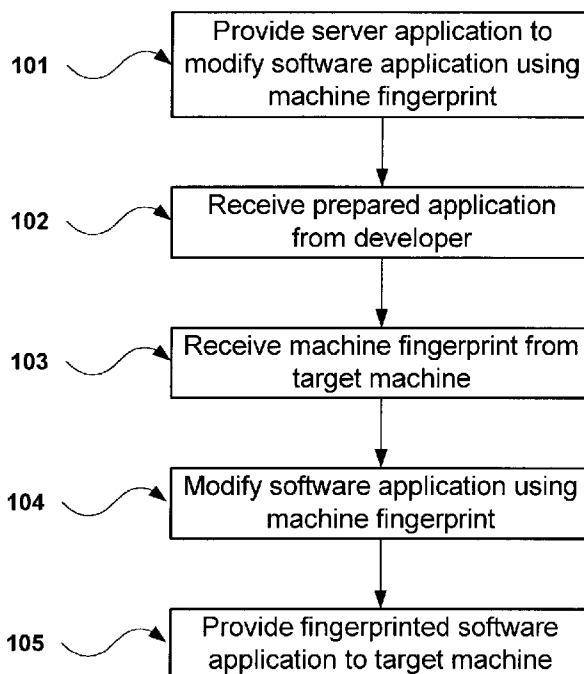 Provide server application to
101
modify software application using
machine fingerprint
102
Receive prepared application
from developer
103
Receive machine fingerprint from
target machine
104
Modify software application using
machine fingerprint
105
Provide fingerprinted software
application to target machine